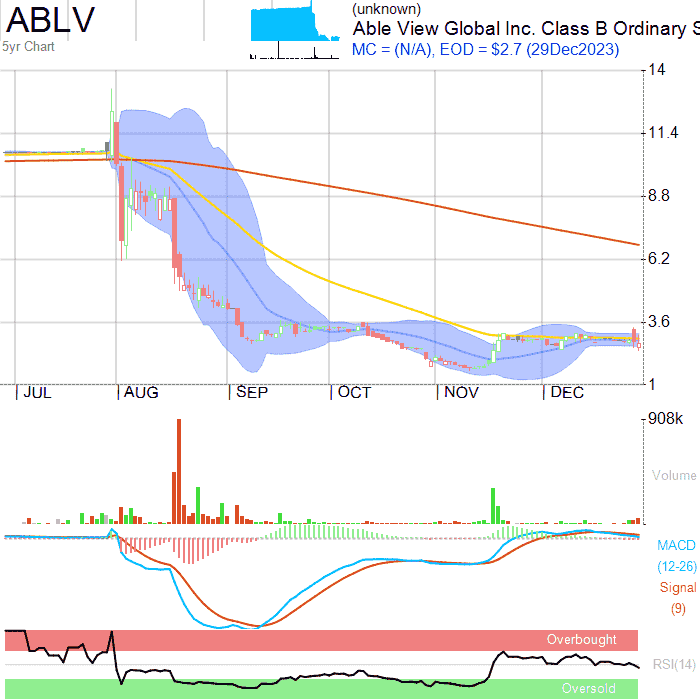 ABLV
(unknown)
Able View Global Inc. Class B Ordinary S
5yr Chart
MC = (N/A), EOD = $2.7 (29Dec2023)
14
11.4
8.8
6.2
3.6
1
JUL AUG SEP OCT NOV DEC
908k
Volume
MACD
(12-26)
Signal
(9)
Overbought
RSI(14)
Oversold